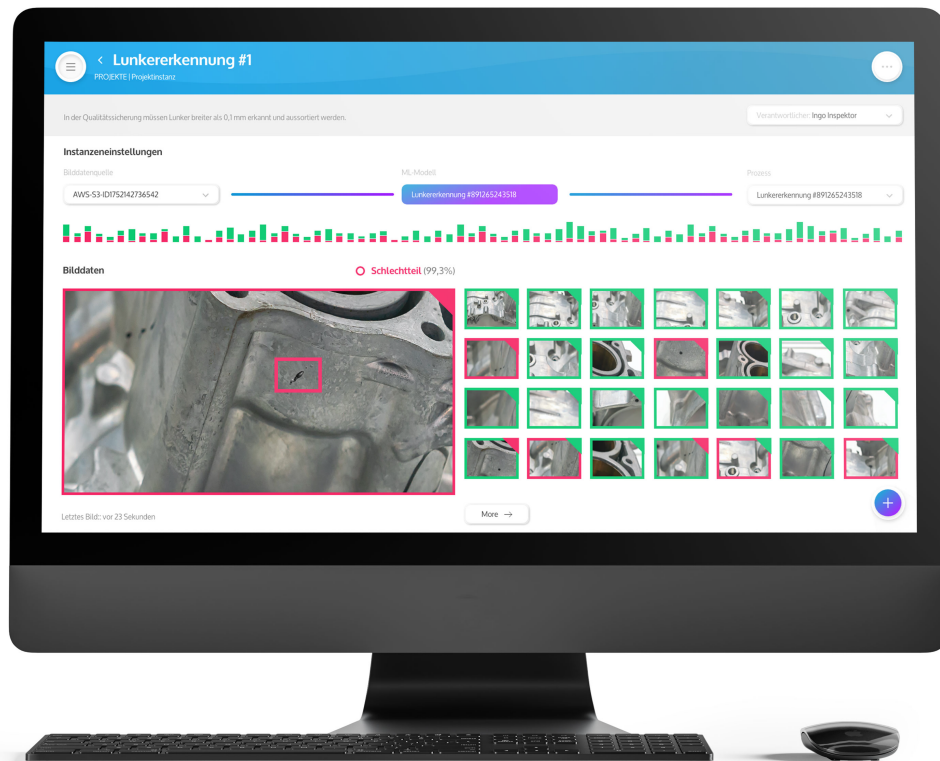 < Lunkererkennung #1
PROJEKTE | Projektinstanz
In der Qualitätssicherung müssen Lunker breiter als 0,1 mm erkannt und aussortiert werden.
Verantwortlicher: Ingo Inspektor
Instanzeneinstellungen
Bilddatenquelle
ML-Modell
Prozess
AWS-S3-ID1752142736542
Lunkererkennung #891265243518
Lunkererkennung #891265243518
Bilddaten
Schlechtteil (99,3%)
Letztes Bild:: vor 23 Sekunden
More →